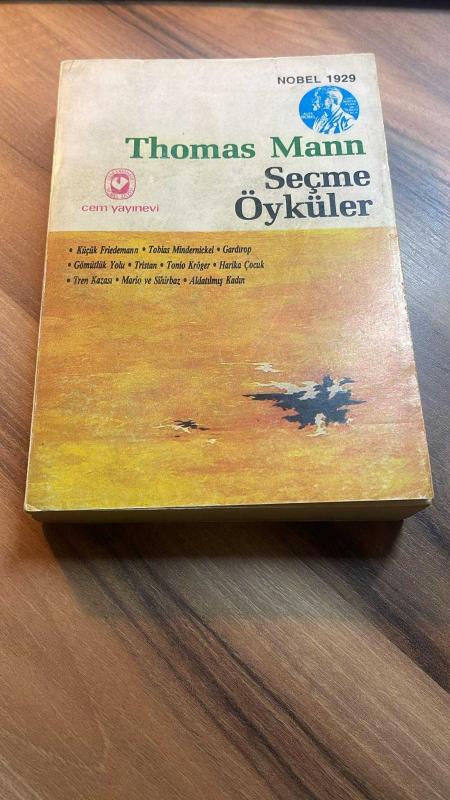 NOBEL 1929
Thomas Mann
Seçme
Öyküler
cem yayınevi
• Küçük Friedemann • Tobias Mindernickel • Gardırop
• Gömütlük Yolu • Tristan • Tonio Kröger • Harika Çocuk
• Tren Kazası • Mario ve Sihirbaz • Aldatılmış Kadın